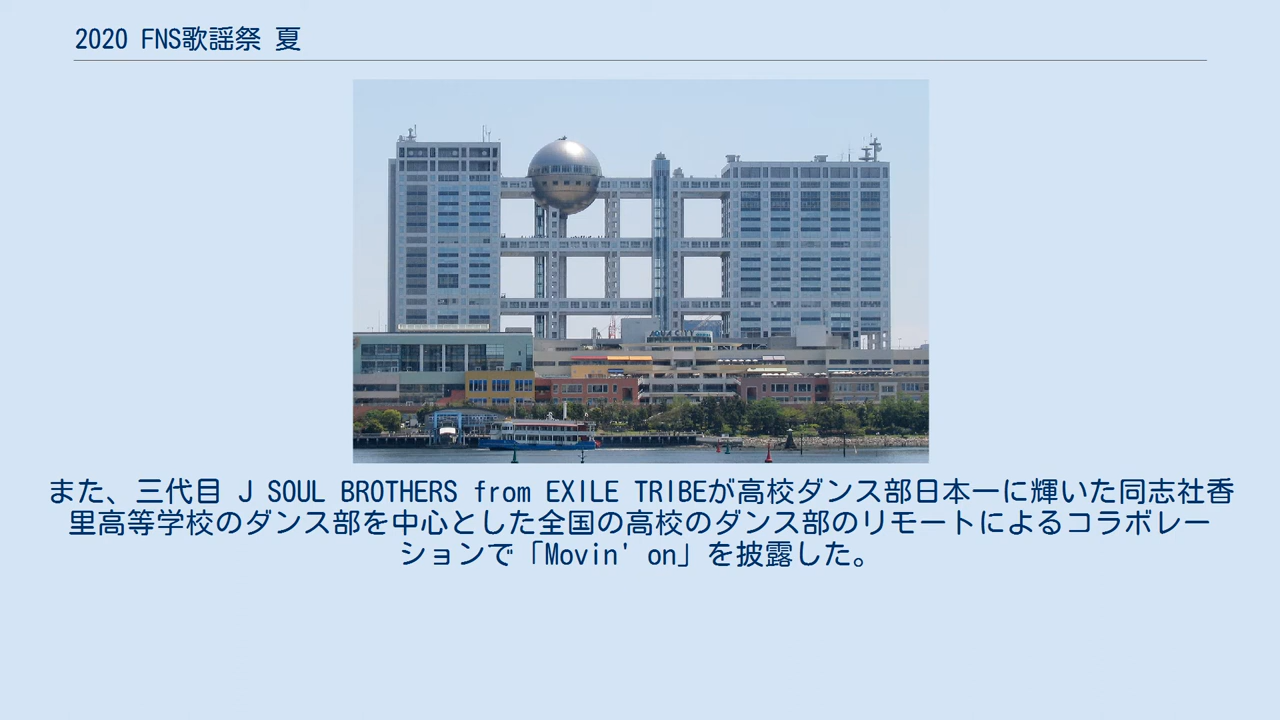 2020 FNS歌謡祭 夏
AQUA CITY
また、三代目 J SOUL BROTHERS from EXILE TRIBEが高校ダンス部日本一に輝いた同志社香
里高等学校のダンス部を中心とした全国の高校のダンス部のリモートによるコラボレー
ションで「Movin' on」を披露した。